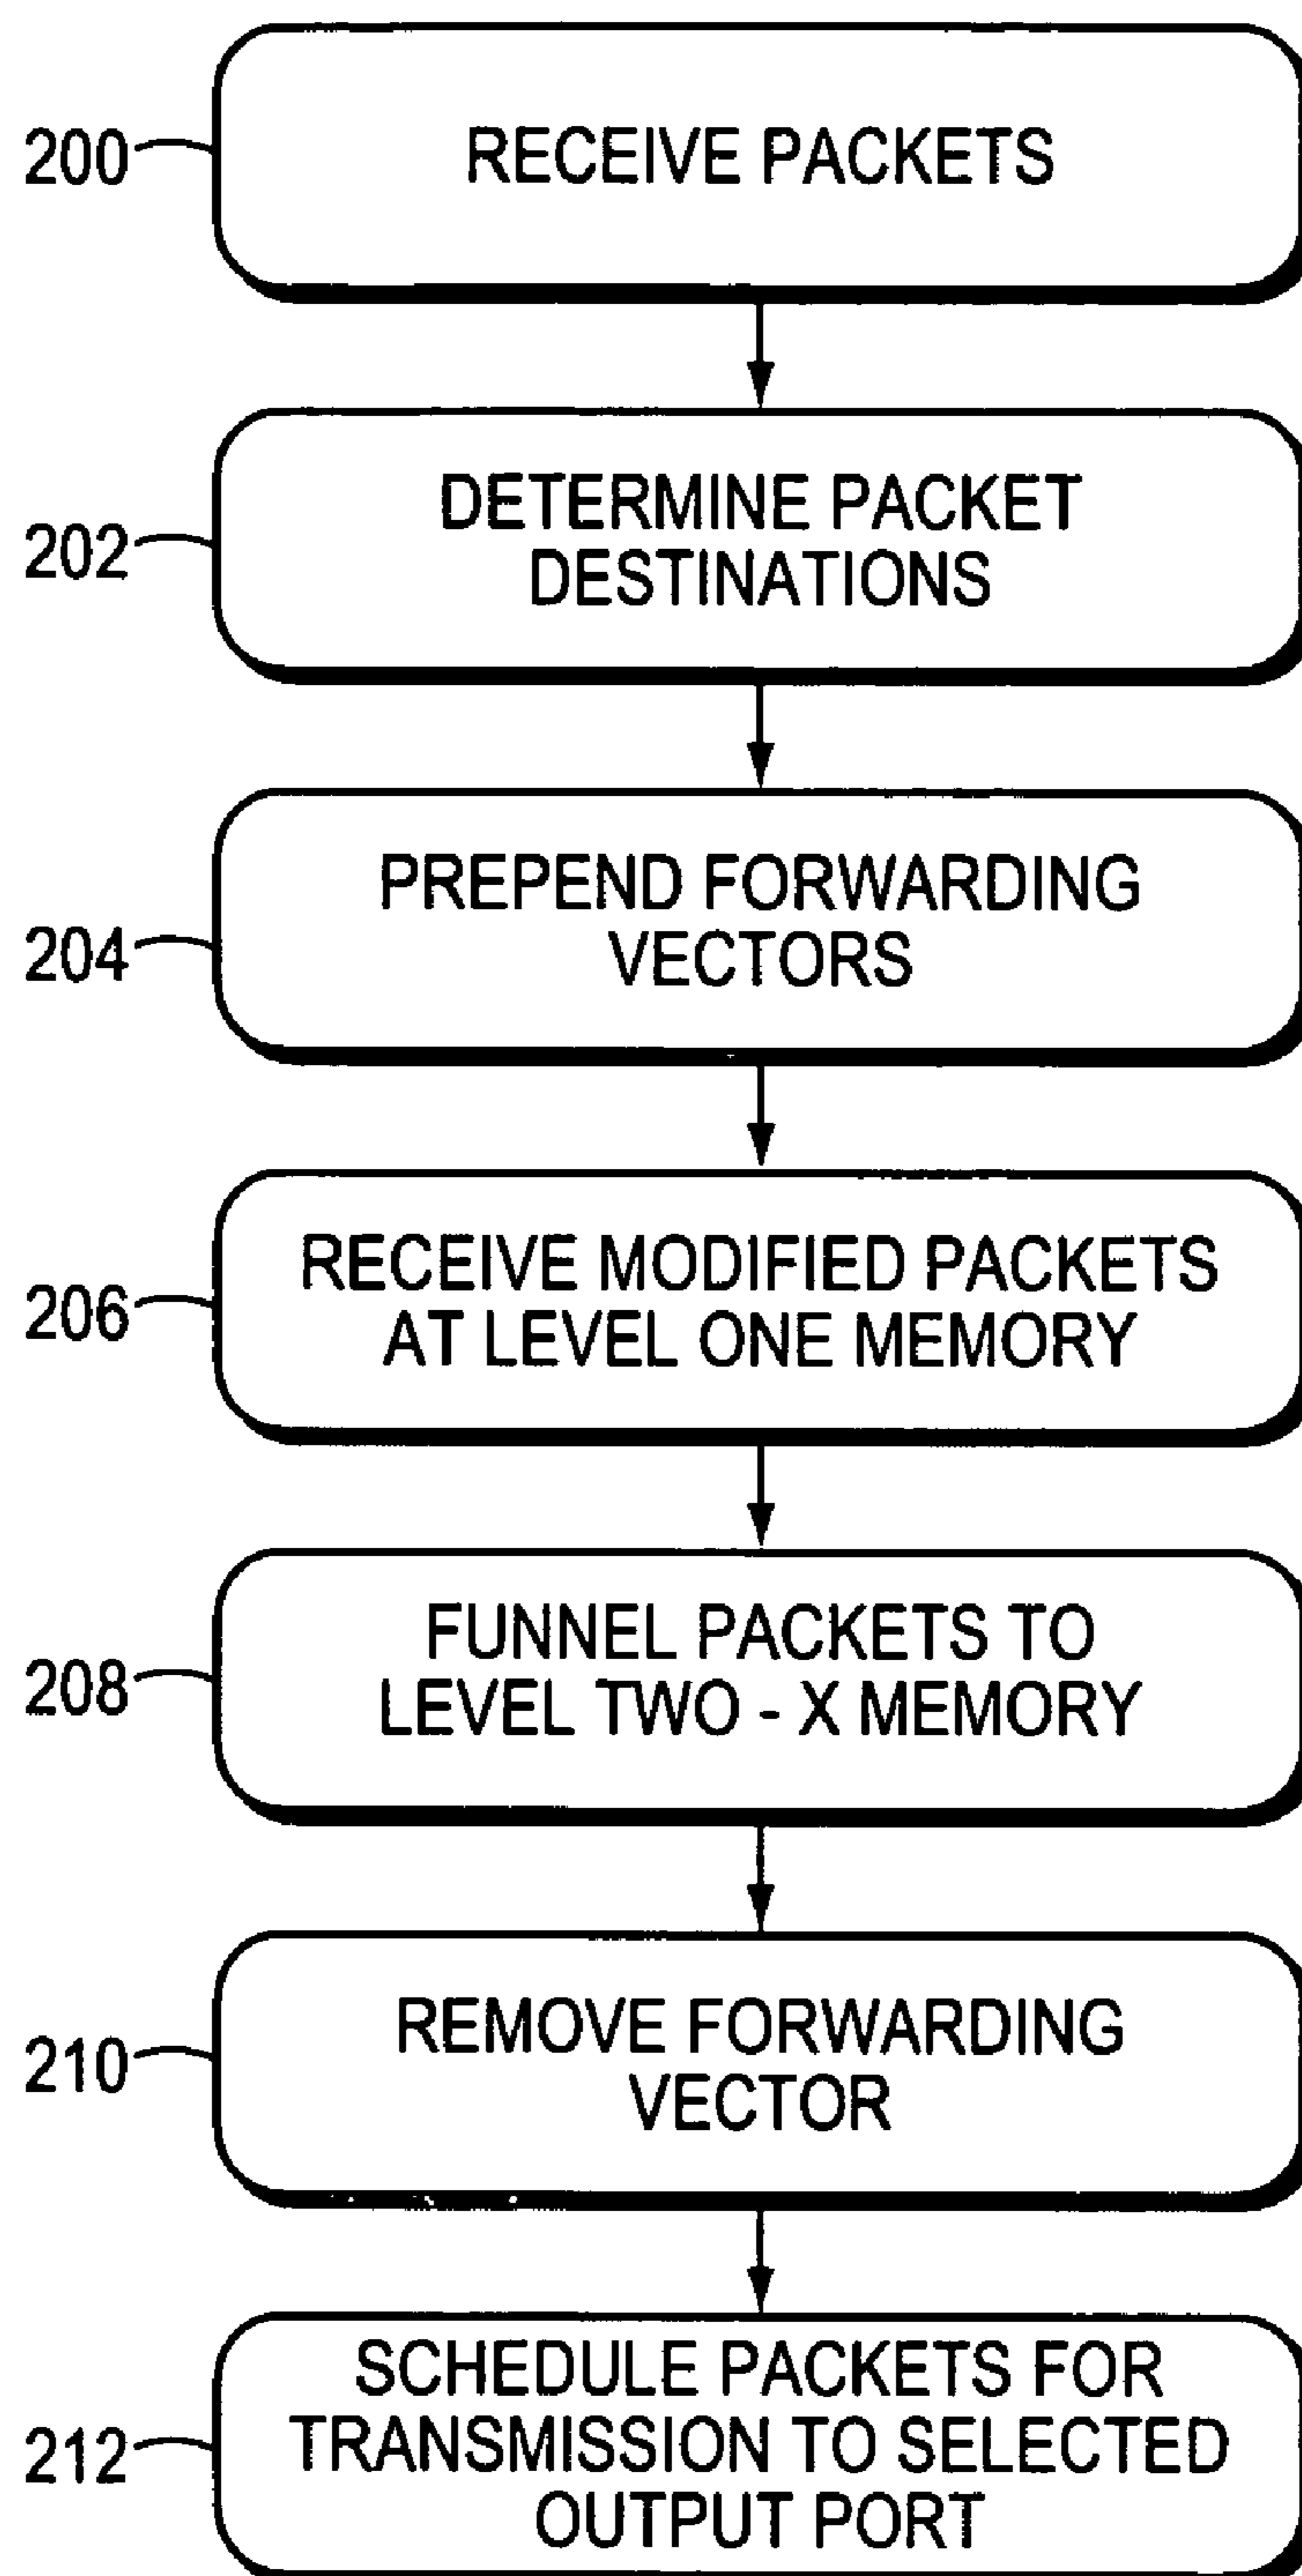 200
RECEIVE PACKETS
202
DETERMINE PACKET
DESTINATIONS
204
PREPEND FORWARDING
VECTORS
206
RECEIVE MODIFIED PACKETS
AT LEVEL ONE MEMORY
208
FUNNEL PACKETS TO
LEVEL TWO - X MEMORY
210
REMOVE FORWARDING
VECTOR
212
SCHEDULE PACKETS FOR
TRANSMISSION TO SELECTED
OUTPUT PORT